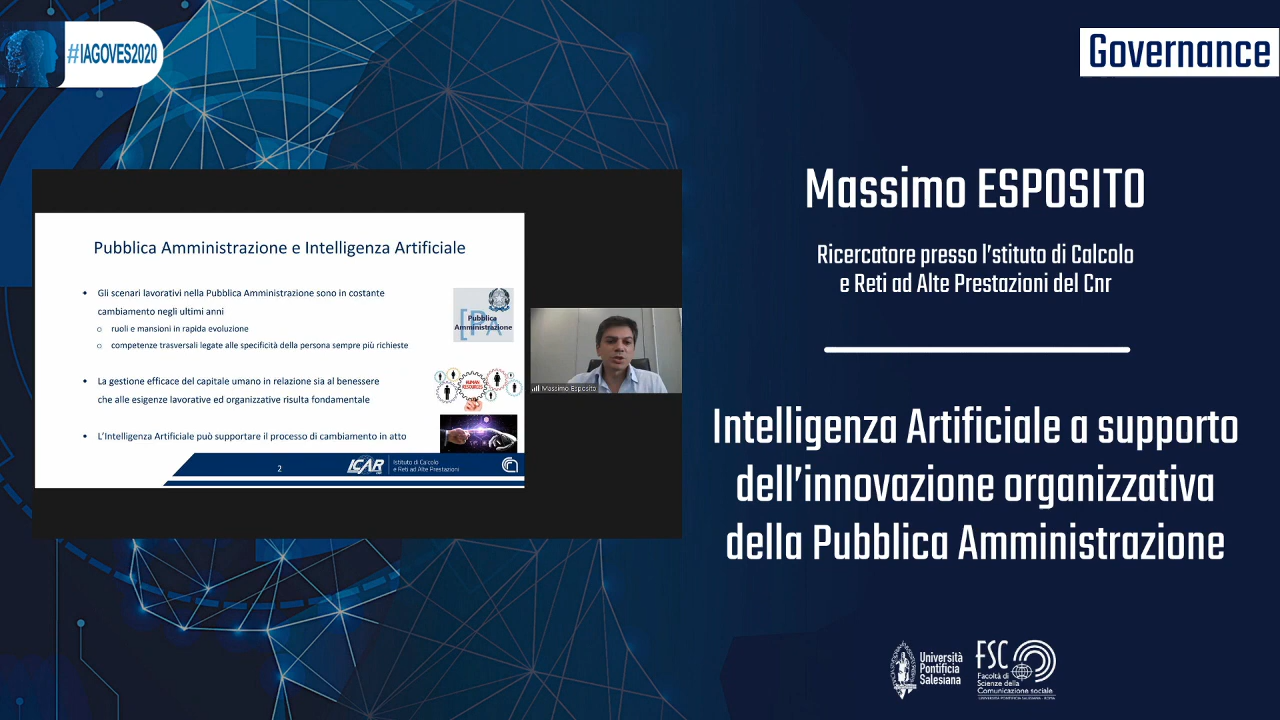 #IAGOVES2020
Governance
Massimo ESPOSITO
Ricercatore presso l’stituto di Calcolo
e Reti ad Alte Prestazioni del Cnr
Intelligenza Artificiale a supporto
dell’innovazione organizzativa
della Pubblica Amministrazione
Pubblica Amministrazione e Intelligenza Artificiale
• Gli scenari lavorativi nella Pubblica Amministrazione sono in costante
cambiamento negli ultimi anni
o ruoli e mansioni in rapida evoluzione
o competenze trasversali legate alle specificità della persona sempre più richieste
• La gestione efficace del capitale umano in relazione sia al benessere
che alle esigenze lavorative ed organizzative risulta fondamentale
• L’Intelligenza Artificiale può supportare il processo di cambiamento in atto
[PA
Pubblica
Amministrazione
HUMAN
RESOURCES
2
ICAR
Istituto di Calcolo
e Reti ad Alte Prestazioni
Massimo Esposito
Università
Pontificia
Salesiana
FSC
Facoltà di
Scienze della
Comunicazione sociale